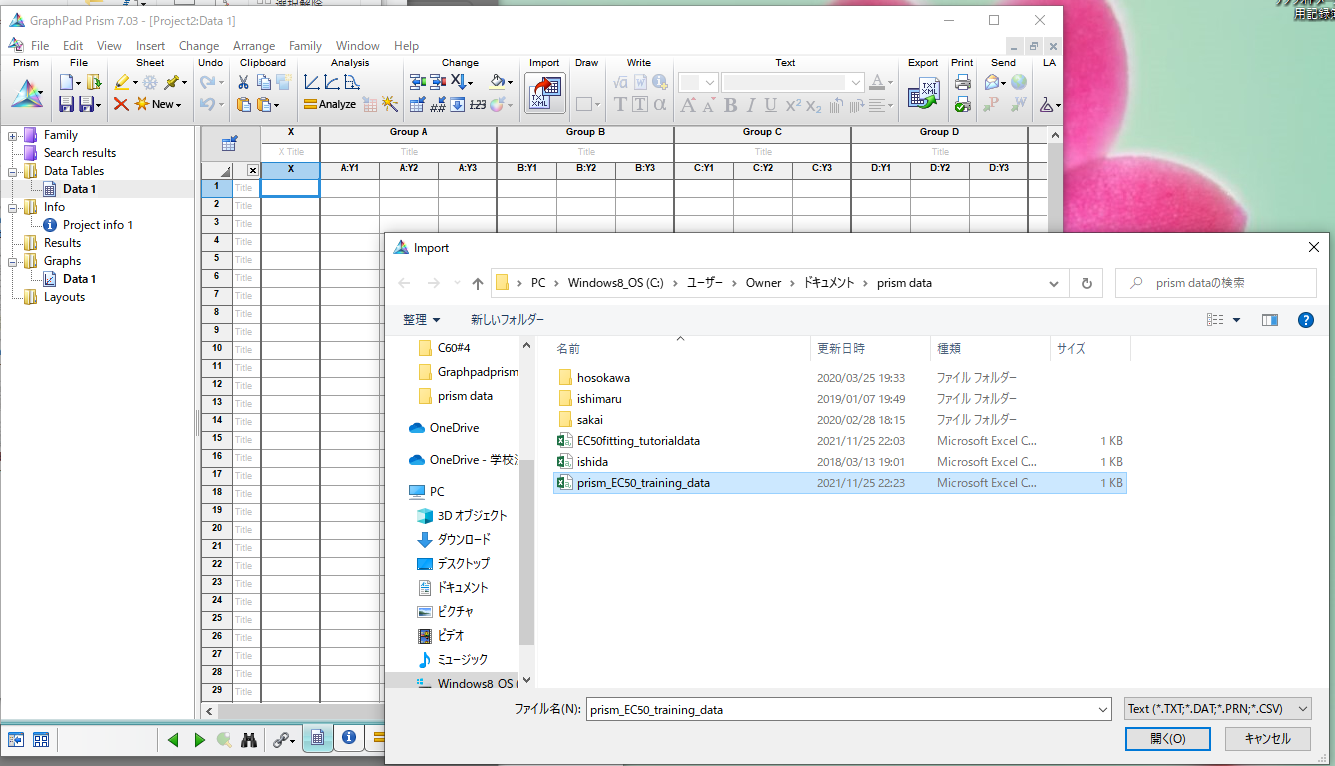 選択解除
用記録
GraphPad Prism 7.03 - [Project2:Data 1]
File Edit View Insert Change Arrange Family Window Help
Prism File Sheet Undo Clipboard Analysis Change Import Draw Write Text Export Print Send LA
New
Analyze
TXT
XML
Family
Search results
Data Tables
Data 1
Info
Project info 1
Results
Graphs
Data 1
Layouts
X Group A Group B Group C Group D
X Title Title Title Title Title
X A:Y1 A:Y2 A:Y3 B:Y1 B:Y2 B:Y3 C:Y1 C:Y2 C:Y3 D:Y1 D:Y2 D:Y3
1 Title
2 Title
3 Title
4 Title
5 Title
6 Title
7 Title
8 Title
9 Title
10 Title
11 Title
12 Title
13 Title
14 Title
15 Title
16 Title
17 Title
18 Title
19 Title
20 Title
21 Title
22 Title
23 Title
24 Title
25 Title
26 Title
27 Title
28 Title
29 Title
Import
PC › Windows8_OS (C:) › ユーザー › Owner › ドキュメント › prism data
prism dataの検索
整理 新しいフォルダー
C60#4
Graphpadprism
prism data
OneDrive
OneDrive - 学校法
PC
3D オブジェクト
ダウンロード
デスクトップ
ドキュメント
ピクチャ
ビデオ
ミュージック
Windows8_OS (
名前 更新日時 種類 サイズ
hosokawa 2020/03/25 19:33 ファイル フォルダー
ishimaru 2019/01/07 19:49 ファイル フォルダー
sakai 2020/02/28 18:15 ファイル フォルダー
EC50fitting_tutorialdata 2021/11/25 22:03 Microsoft Excel C... 1 KB
ishida 2018/03/13 19:01 Microsoft Excel C... 1 KB
prism_EC50_training_data 2021/11/25 22:23 Microsoft Excel C... 1 KB
ファイル名(N): prism_EC50_training_data
Text (*.TXT;*.DAT;*.PRN;*.CSV)
開く(O) キャンセル